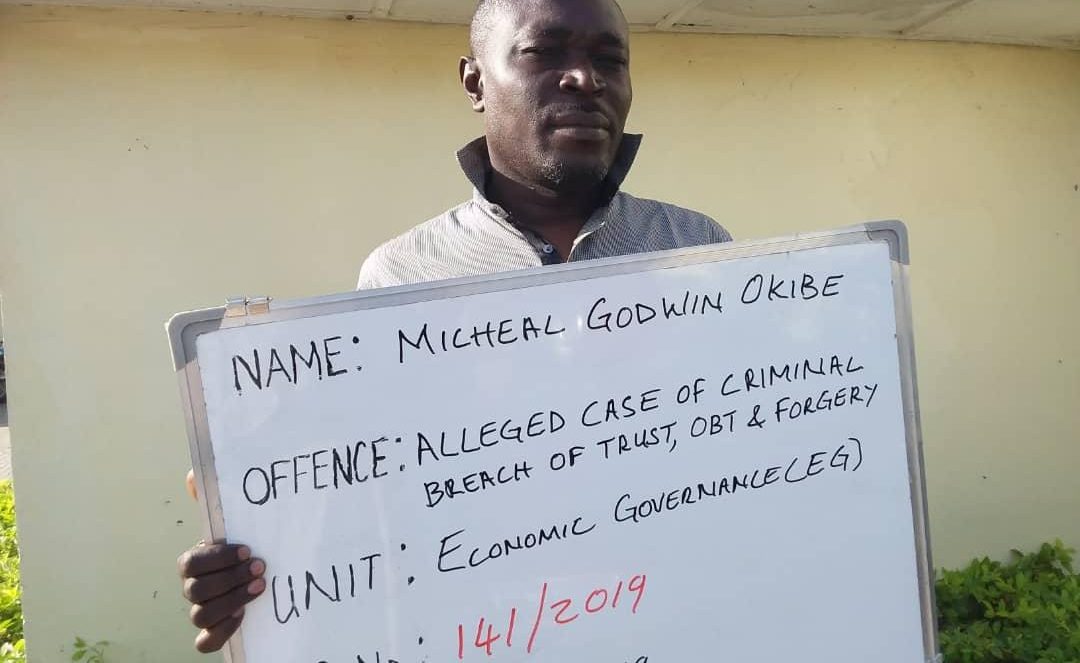 NAME: MICHEAL GODWIN OKIBE
OFFENCE: ALLEGED CASE OF CRIMINAL
BREACH OF TRUST, OBT & FORGERY
UNIT: ECONOMIC GOVERNANCE (EG)
141/2019